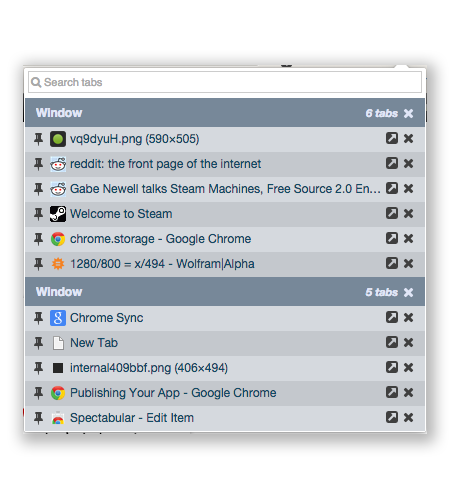 Search tabs
Window 6 tabs
vq9dyuH.png (590×505)
reddit: the front page of the internet
Gabe Newell talks Steam Machines, Free Source 2.0 En...
Welcome to Steam
chrome.storage - Google Chrome
1280/800 = x/494 - Wolfram|Alpha
Window 5 tabs
Chrome Sync
New Tab
internal409bbf.png (406×494)
Publishing Your App - Google Chrome
Spectabular - Edit Item